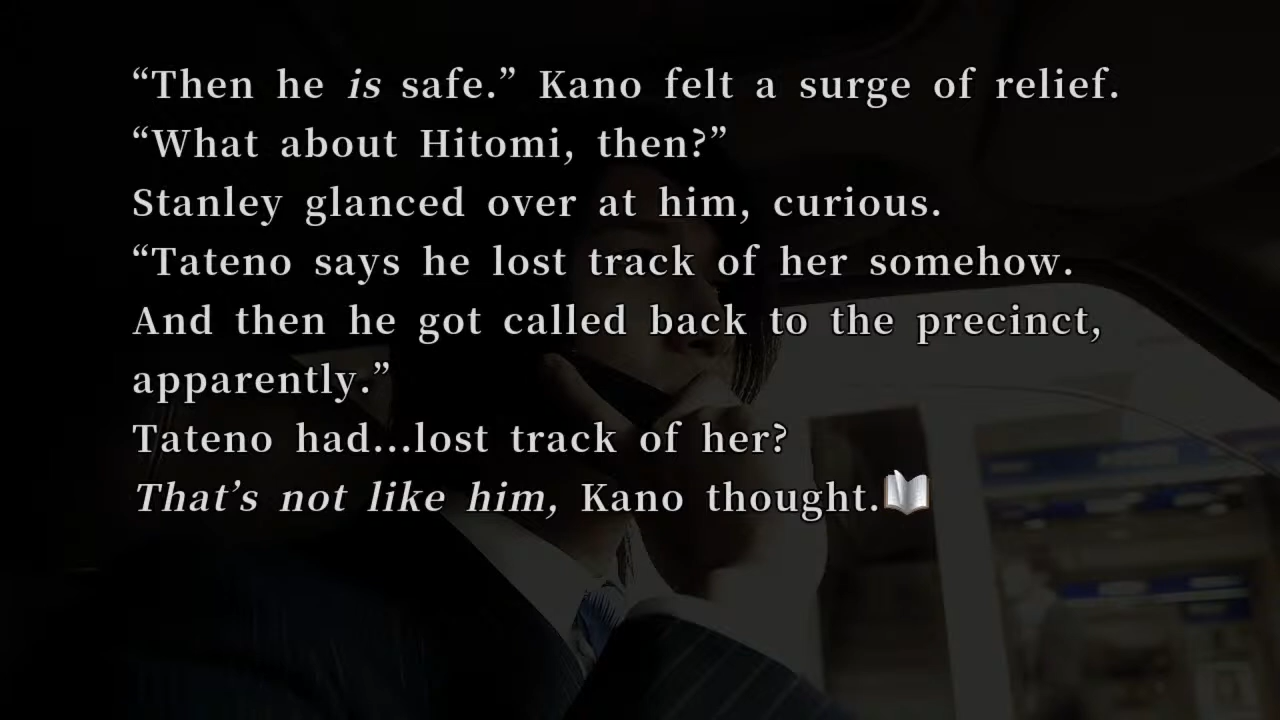 “Then he is safe.” Kano felt a surge of relief.
“What about Hitomi, then?”
Stanley glanced over at him, curious.
“Tateno says he lost track of her somehow.
And then he got called back to the precinct,
apparently.”
Tateno had...lost track of her?
That’s not like him, Kano thought.